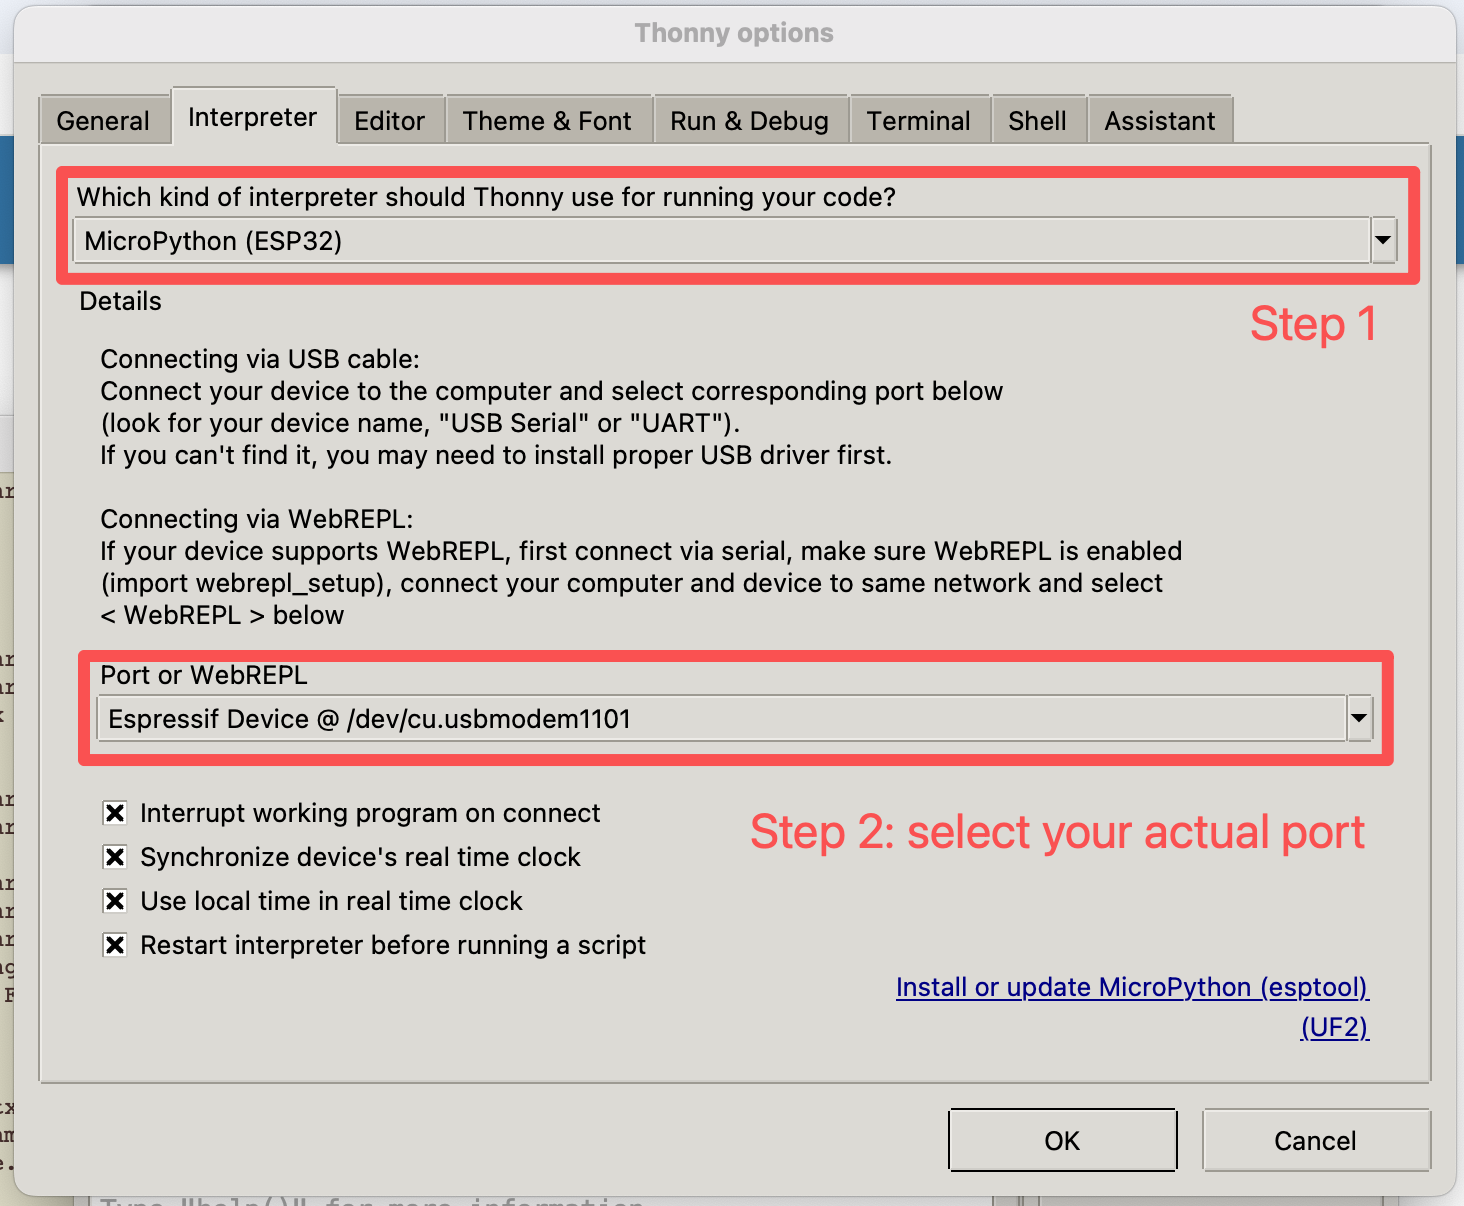 Thonny options
General
Interpreter
Editor
Theme & Font
Run & Debug
Terminal
Shell
Assistant
Which kind of interpreter should Thonny use for running your code?
MicroPython (ESP32)
Details
Step 1
Connecting via USB cable:
Connect your device to the computer and select corresponding port below
(look for your device name, "USB Serial" or "UART").
If you can't find it, you may need to install proper USB driver first.
Connecting via WebREPL:
If your device supports WebREPL, first connect via serial, make sure WebREPL is enabled
(import webrepl_setup), connect your computer and device to same network and select
< WebREPL > below
Port or WebREPL
Espressif Device @ /dev/cu.usbmodem1101
Interrupt working program on connect
Step 2: select your actual port
Synchronize device's real time clock
Use local time in real time clock
Restart interpreter before running a script
Install or update MicroPython (esptool)
(UF2)
OK
Cancel
Type "help()" for more information